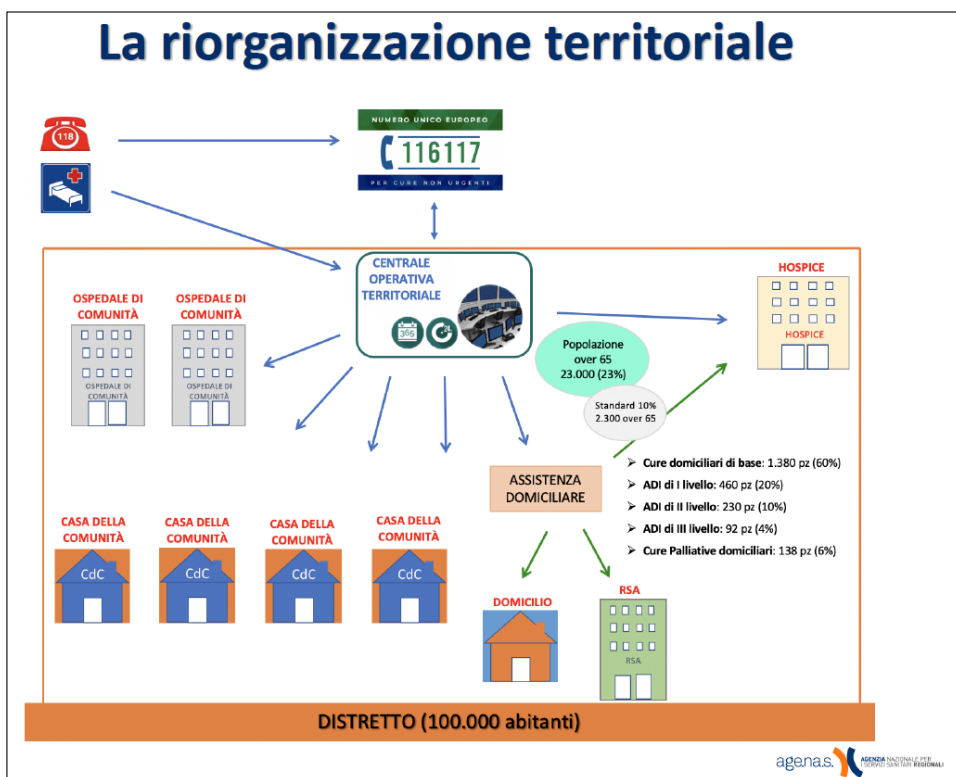 La riorganizzazione territoriale
118
NUMERO UNICO EUROPEO
116117
PER CURE NON URGENTI
CENTRALE
OPERATIVA
TERRITORIALE
365
OSPEDALE DI
COMUNITÀ
OSPEDALE DI
COMUNITÀ
OSPEDALE DI
COMUNITÀ
OSPEDALE DI
COMUNITÀ
HOSPICE
HOSPICE
Popolazione
over 65
23.000 (23%)
Standard 10%
2.300 over 65
ASSISTENZA
DOMICILIARE
➢ Cure domiciliari di base: 1.380 pz (60%)
➢ ADI di I livello: 460 pz (20%)
➢ ADI di II livello: 230 pz (10%)
➢ ADI di III livello: 92 pz (4%)
➢ Cure Palliative domiciliari: 138 pz (6%)
CASA DELLA
COMUNITÀ
CdC
CASA DELLA
COMUNITÀ
CdC
CASA DELLA
COMUNITÀ
CdC
CASA DELLA
COMUNITÀ
CdC
DOMICILIO
RSA
RSA
DISTRETTO (100.000 abitanti)
age.na.s.
AGENZIA NAZIONALE PER
I SERVIZI SANITARI REGIONALI